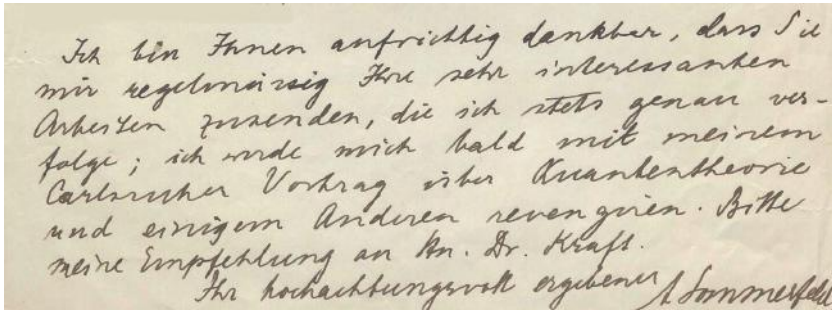 Ich bin Ihnen aufrichtig dankbar, dass Sie
mir regelmässig Ihre sehr interessanten
Arbeiten zusenden, die ich stets genau ver-
folge; ich werde mich bald mit meinem
Carlsruher Vortrag über Quantentheorie
und einigem Anderen revengieren. Bitte
meine Empfehlung an Hn. Dr. Kraft.
Ihr hochachtungsvoll ergebener A Sommerfeld